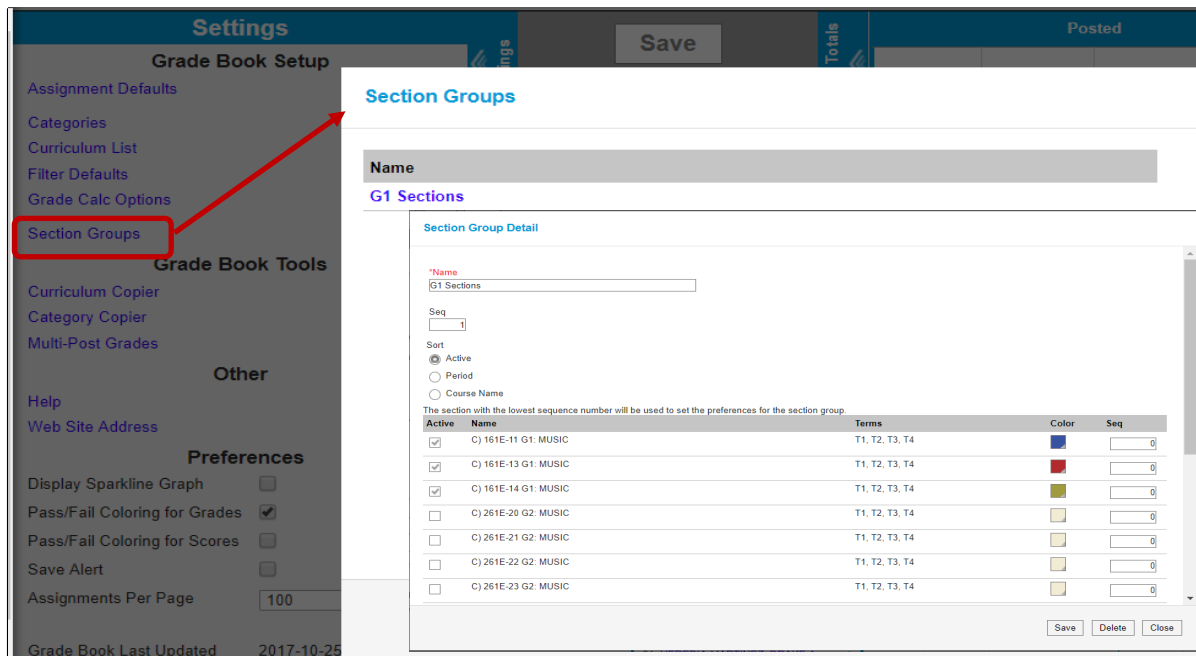 Settings
Grade Book Setup
Assignment Defaults
Categories
Curriculum List
Filter Defaults
Grade Calc Options
Section Groups
Grade Book Tools
Curriculum Copier
Category Copier
Multi-Post Grades
Other
Help
Web Site Address
Preferences
Display Sparkline Graph
Pass/Fail Coloring for Grades
Pass/Fail Coloring for Scores
Save Alert
Assignments Per Page 100
Grade Book Last Updated 2017-10-25
Save
Totals
Posted
Section Groups
Name
G1 Sections
Section Group Detail
*Name
G1 Sections
Seq
1
Sort
Active
Period
Course Name
The section with the lowest sequence number will be used to set the preferences for the section group.
Active Name Terms Color Seq
C) 161E-11 G1: MUSIC T1, T2, T3, T4 0
C) 161E-13 G1: MUSIC T1, T2, T3, T4 0
C) 161E-14 G1: MUSIC T1, T2, T3, T4 0
C) 261E-20 G2: MUSIC T1, T2, T3, T4 0
C) 261E-21 G2: MUSIC T1, T2, T3, T4 0
C) 261E-22 G2: MUSIC T1, T2, T3, T4 0
C) 261E-23 G2: MUSIC T1, T2, T3, T4 0
Save Delete Close